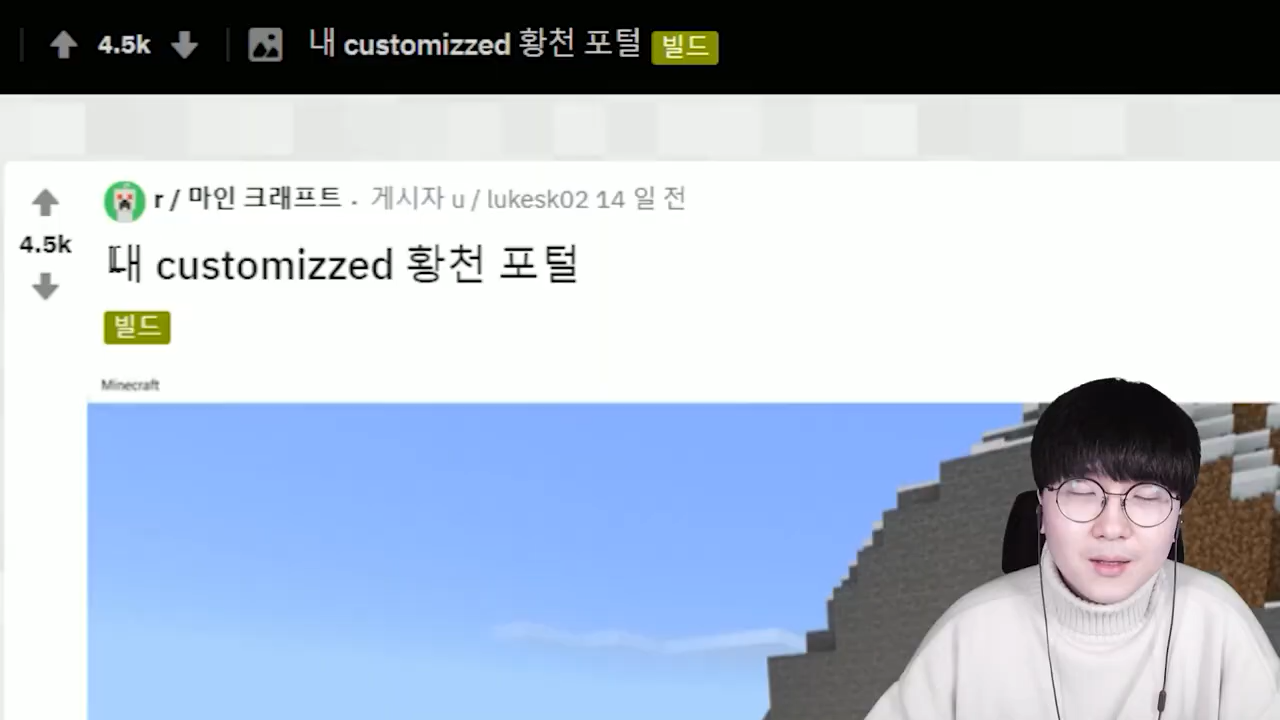 4.5k 내 customizzed 황천 포털 빌드
r / 마인 크래프트 . 게시자 u / lukesk02 14 일 전
4.5k
내 customizzed 황천 포털
빌드
Minecraft